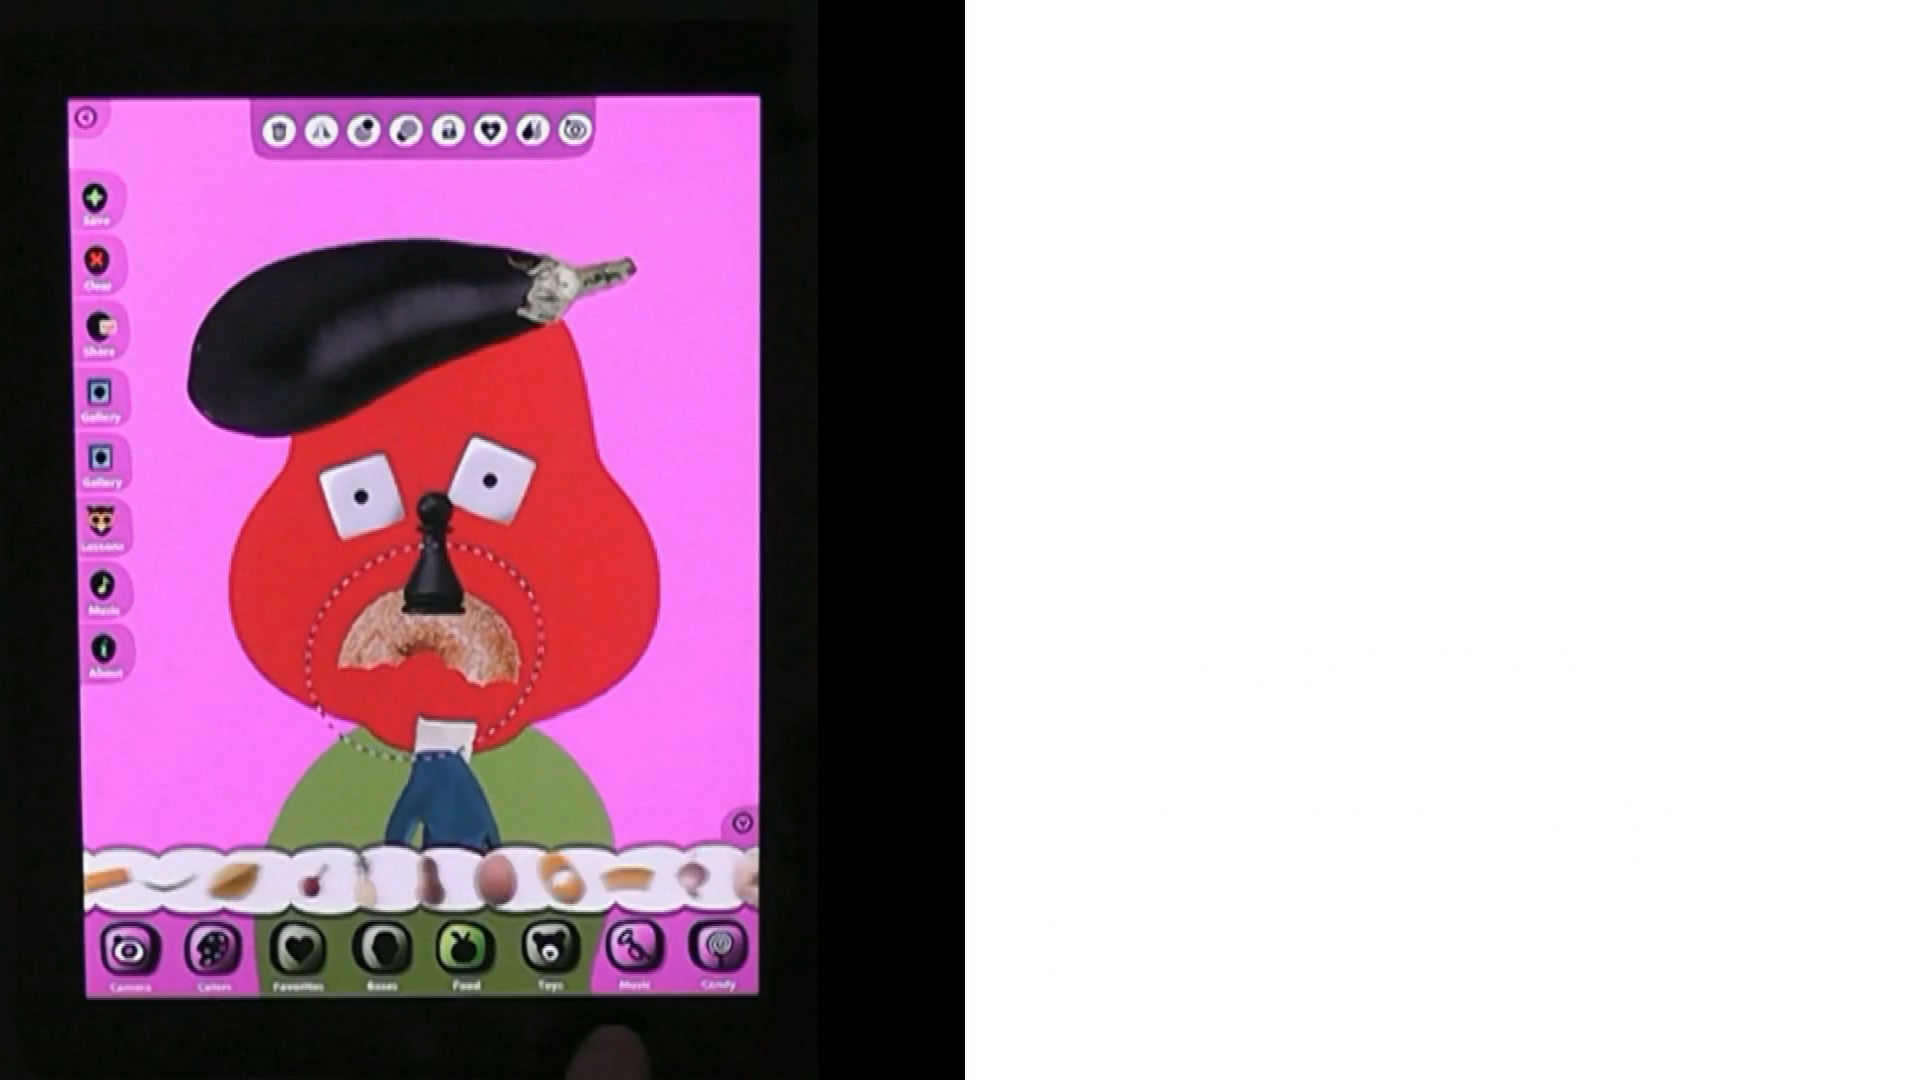 Save
Clear
Share
Gallery
Gallery
Lessons
Music
About
Camera
Colors
Favorites
Bases
Food
Toys
Music
Candy